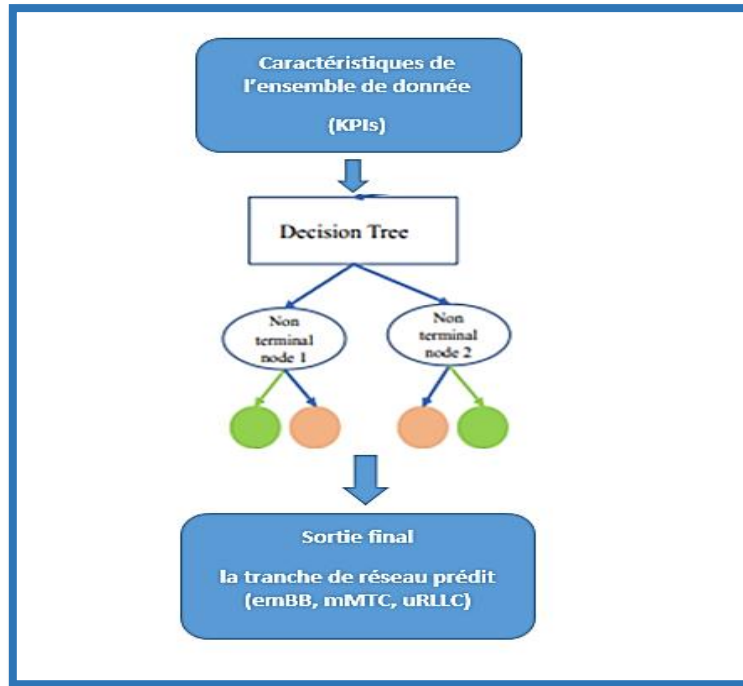 Caractéristiques de
l'ensemble de donnée
(KPIs)
Decision Tree
Non
terminal
node 1
Non
terminal
node 2
Sortie final
la tranche de réseau prédit
(emBB, mMTC, uRLLC)